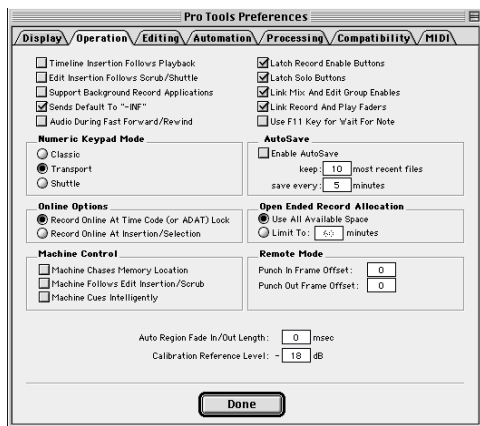 Pro Tools Preferences
Display Operation Editing Automation Processing Compatibility MIDI
Timeline Insertion Follows Playback
Edit Insertion Follows Scrub/Shuttle
Support Background Record Applications
Sends Default To "-INF"
Audio During Fast Forward/Rewind
Latch Record Enable Buttons
Latch Solo Buttons
Link Mix And Edit Group Enables
Link Record And Play Faders
Use F11 Key for Wait For Note
Numeric Keypad Mode
Classic
Transport
Shuttle
AutoSave
Enable AutoSave
keep: 10 most recent files
save every: 5 minutes
Online Options
Record Online At Time Code (or ADAT) Lock
Record Online At Insertion/Selection
Open Ended Record Allocation
Use All Available Space
Limit To: 60 minutes
Machine Control
Machine Chases Memory Location
Machine Follows Edit Insertion/Scrub
Machine Cues Intelligently
Remote Mode
Punch In Frame Offset: 0
Punch Out Frame Offset: 0
Auto Region Fade In/Out Length: 0 msec
Calibration Reference Level: - 18 dB
Done